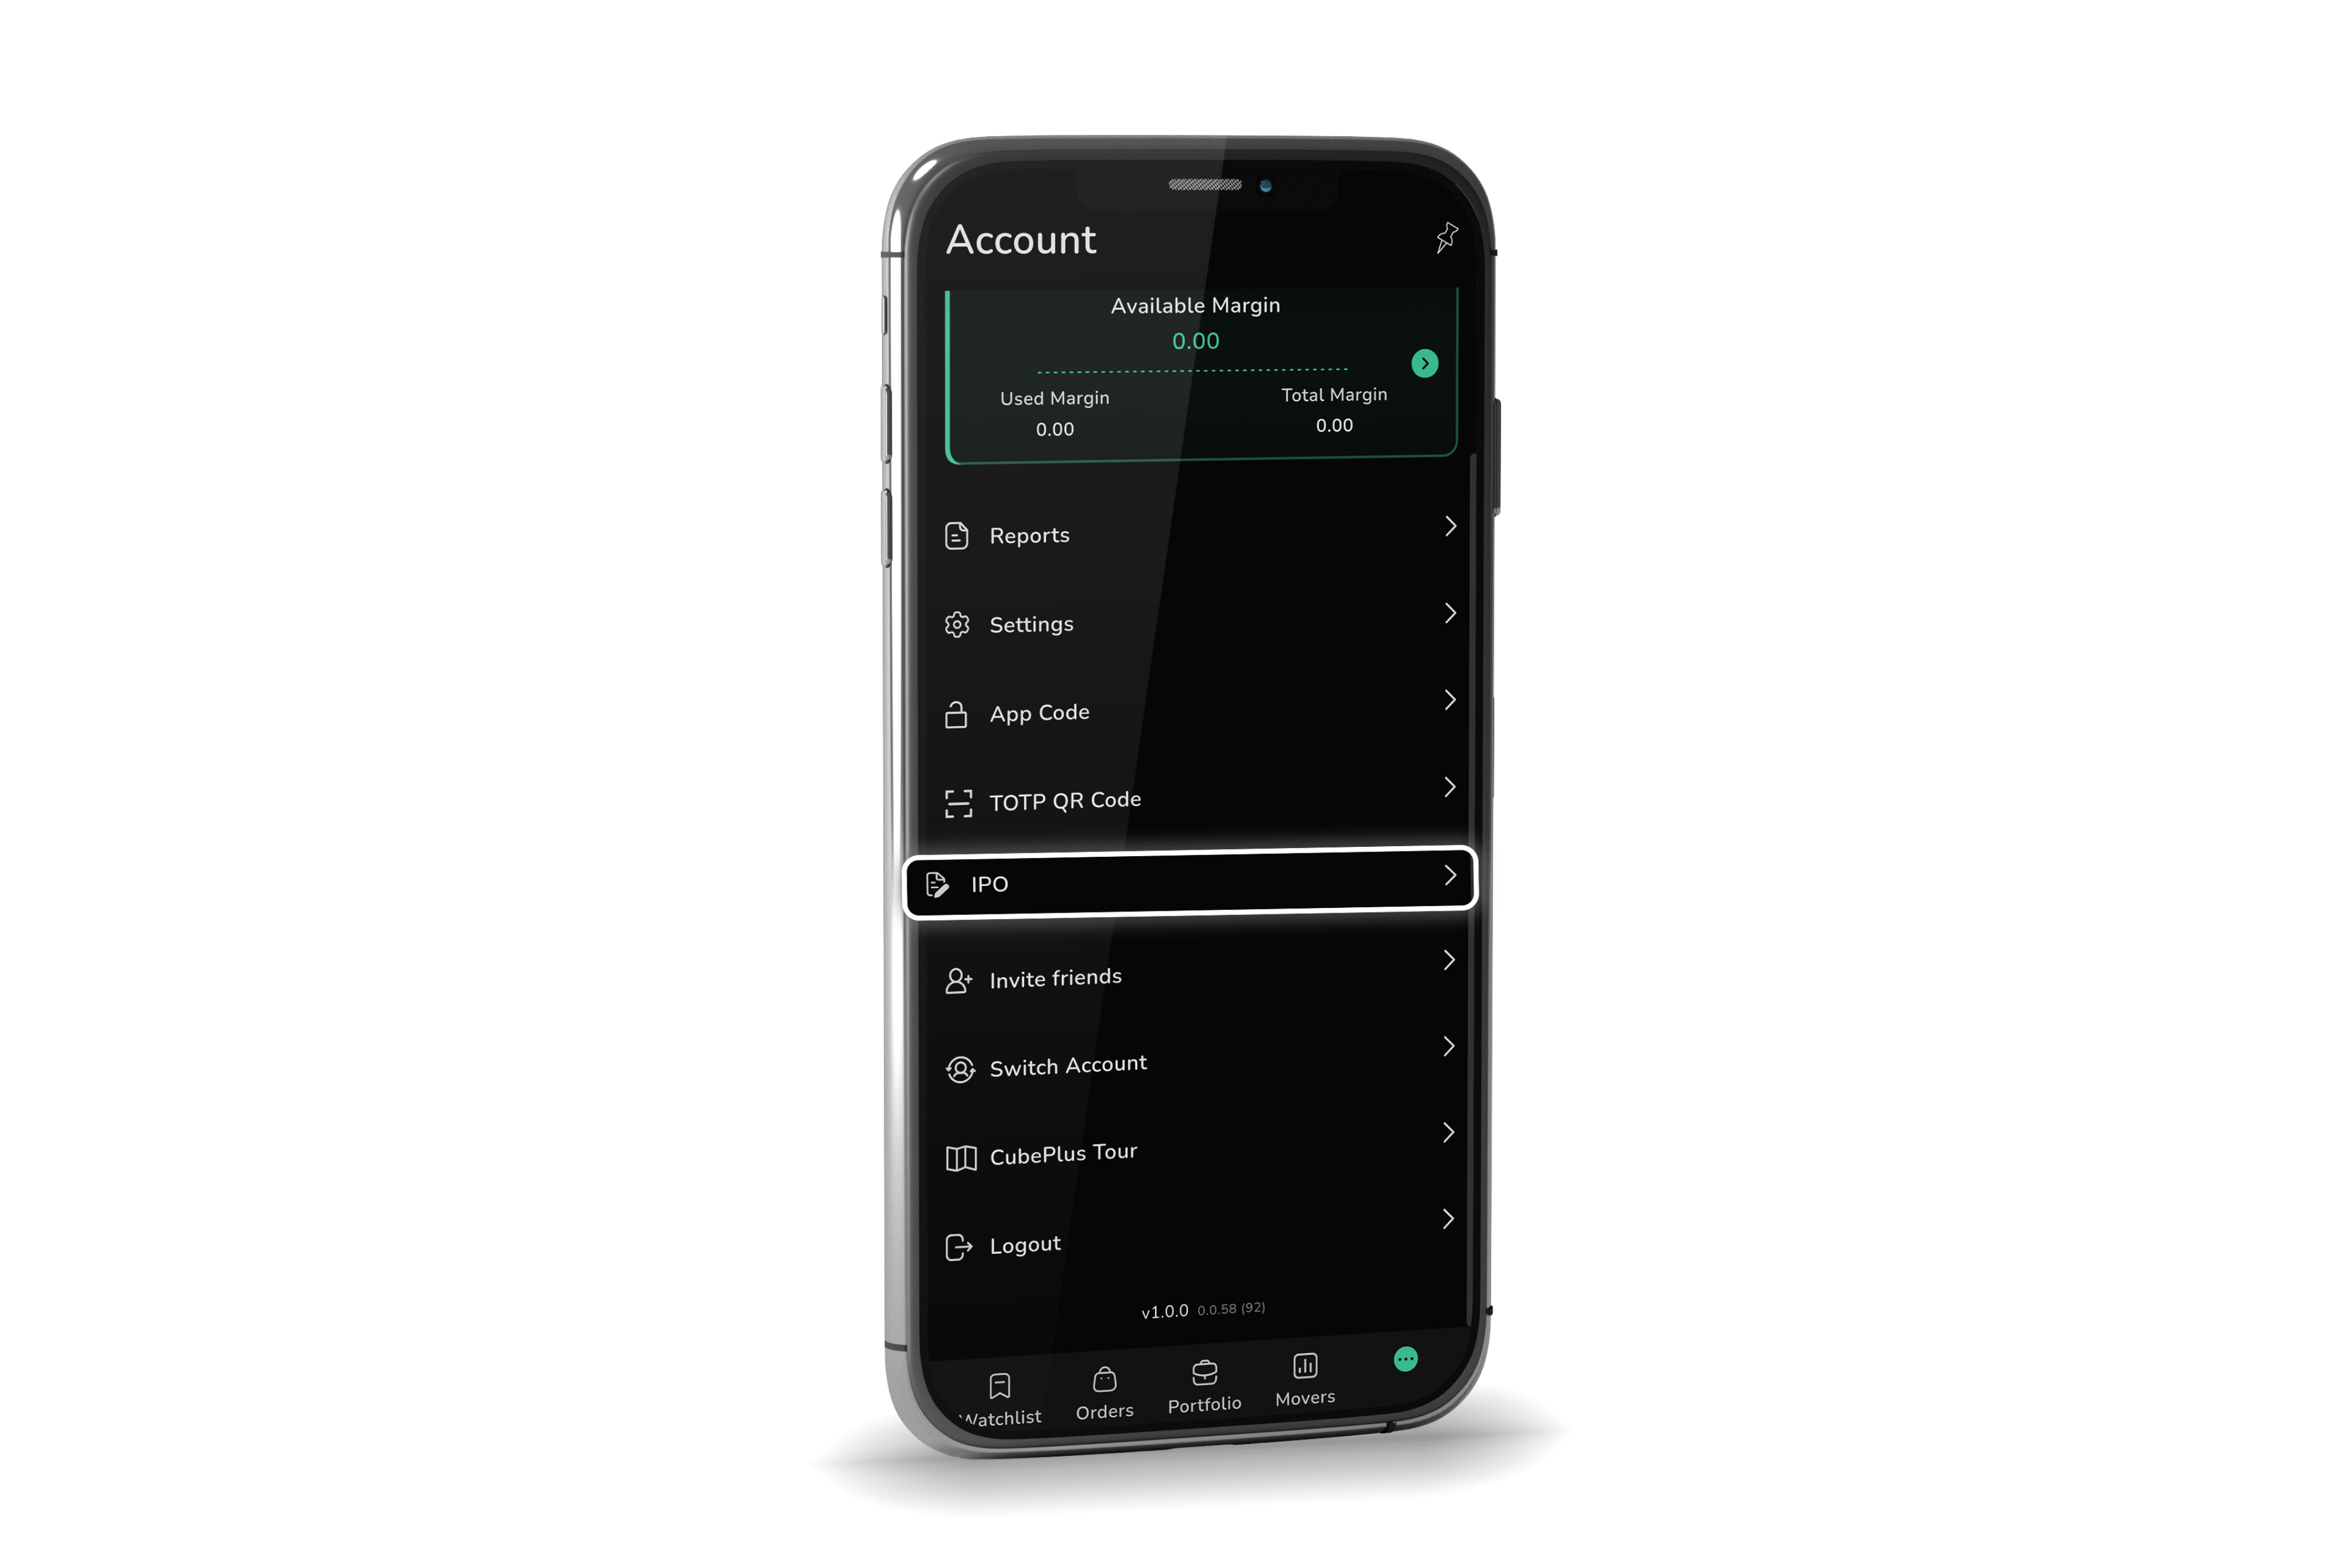 Account
Available Margin
0.00
Used Margin
Total Margin
0.00
0.00
Reports
Settings
App Code
TOTP QR Code
IPO
Invite friends
Switch Account
CubePlus Tour
Logout
v1.0.0 0.0.58 (92)
Watchlist
Orders
Portfolio
Movers